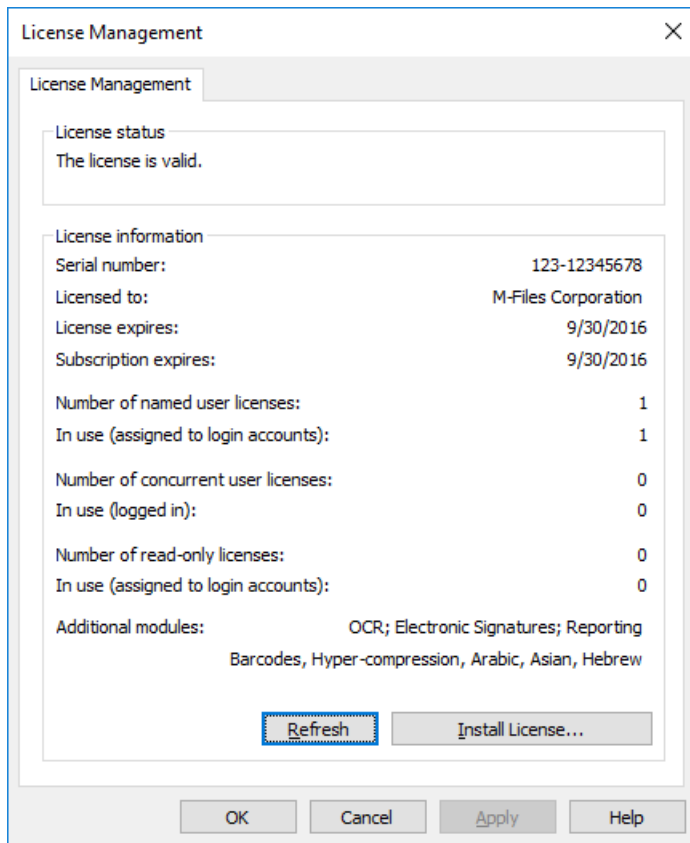 License Management
License Management
License status
The license is valid.
License information
Serial number: 123-12345678
Licensed to: M-Files Corporation
License expires: 9/30/2016
Subscription expires: 9/30/2016
Number of named user licenses: 1
In use (assigned to login accounts): 1
Number of concurrent user licenses: 0
In use (logged in): 0
Number of read-only licenses: 0
In use (assigned to login accounts): 0
Additional modules: OCR; Electronic Signatures; Reporting
Barcodes, Hyper-compression, Arabic, Asian, Hebrew
Refresh Install License...
OK Cancel Apply Help